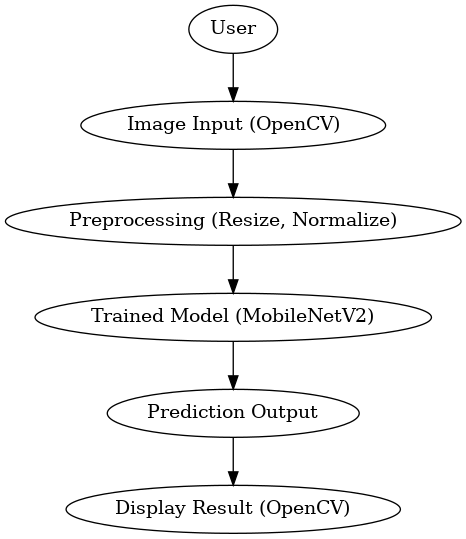 User
Image Input (OpenCV)
Preprocessing (Resize, Normalize)
Trained Model (MobileNetV2)
Prediction Output
Display Result (OpenCV)